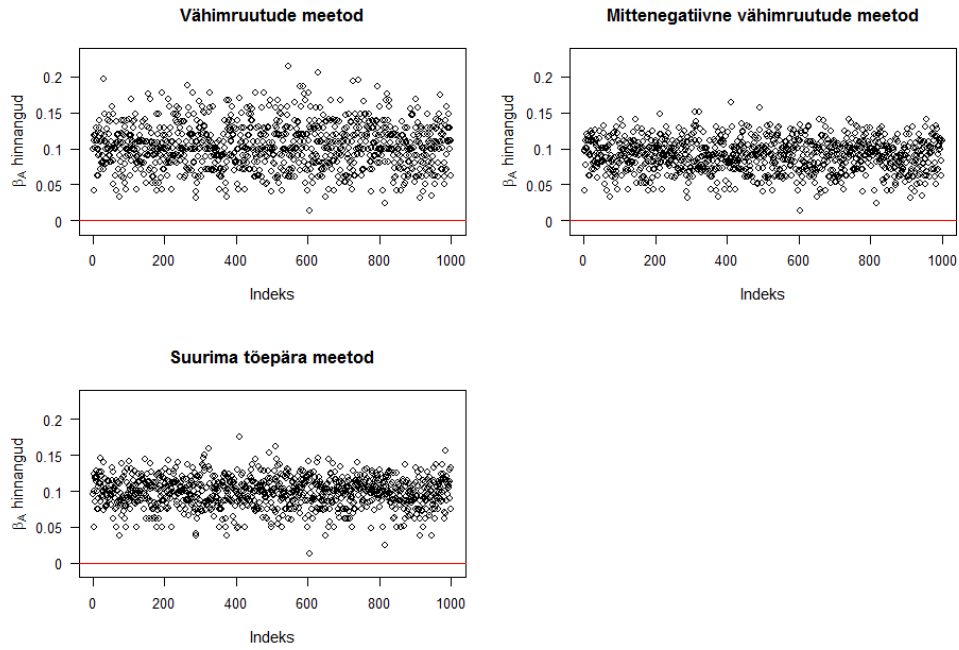 Vähimruutude meetod
β_A hinnangud
0.2
0.15
0.1
0.05
0
0 200 400 600 800 1000
Indeks
Mittenegatiivne vähimruutude meetod
β_A hinnangud
0.2
0.15
0.1
0.05
0
0 200 400 600 800 1000
Indeks
Suurima tõepära meetod
β_A hinnangud
0.2
0.15
0.1
0.05
0
0 200 400 600 800 1000
Indeks